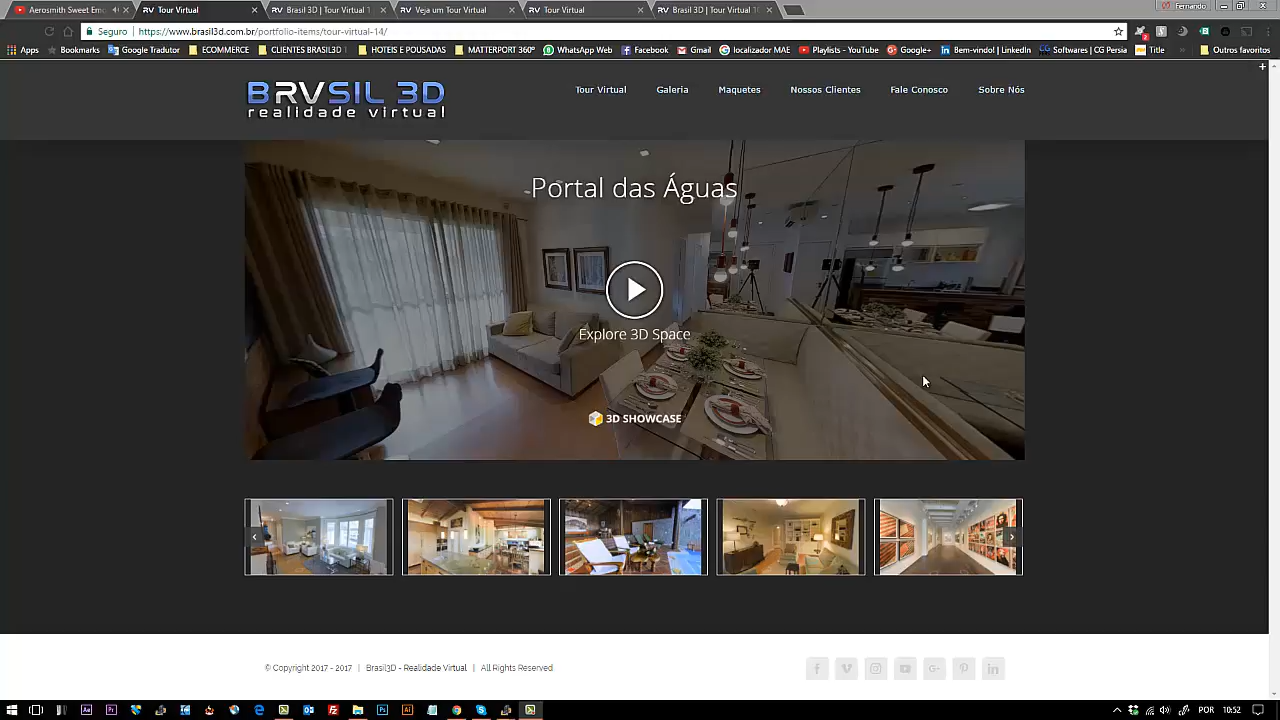 Aerosmith Sweet Emo
Tour Virtual
Brasil 3D | Tour Virtual 1
Veja um Tour Virtual
Tour Virtual
Brasil 3D | Tour Virtual 10
Fernando
Seguro
https://www.brasil3d.com.br/portfolio-items/tour-virtual-14/
Apps
Bookmarks
Google Tradutor
ECOMMERCE
CLIENTES BRASIL3D
HOTEIS E POUSADAS
MATTERPORT 360º
WhatsApp Web
Facebook
Gmail
localizador MAE
Playlists - YouTube
Google+
Bem-vindo! | LinkedIn
Softwares | CG Persia
Title
Outros favoritos
BRVSIL 3D
realidade virtual
Tour Virtual
Galeria
Maquetes
Nossos Clientes
Fale Conosco
Sobre Nós
Portal das Águas
Explore 3D Space
3D SHOWCASE
© Copyright 2017 - 2017 | Brasil3D - Realidade Virtual | All Rights Reserved.
POR
10:52